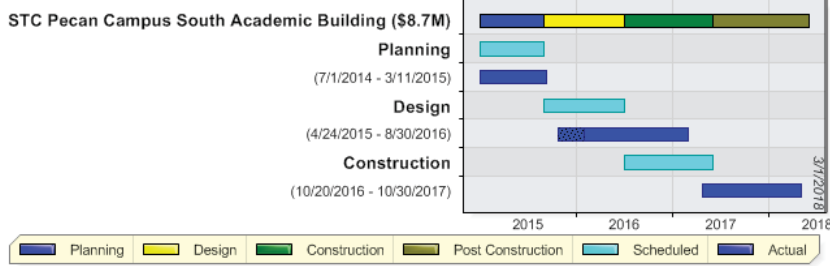 STC Pecan Campus South Academic Building ($8.7M)
Planning
(7/1/2014 - 3/11/2015)
Design
(4/24/2015 - 8/30/2016)
Construction
(10/20/2016 - 10/30/2017)
3/1/2018
2015 2016 2017 2018
Planning Design Construction Post Construction Scheduled Actual